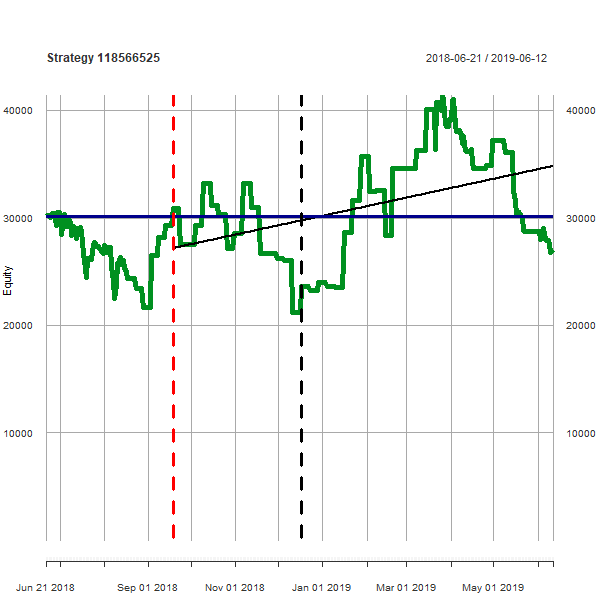 Strategy 118566525
2018-06-21 / 2019-06-12
40000 40000
30000 30000
Equity
20000 20000
10000 10000
Jun 21 2018 Sep 01 2018 Nov 01 2018 Jan 01 2019 Mar 01 2019 May 01 2019